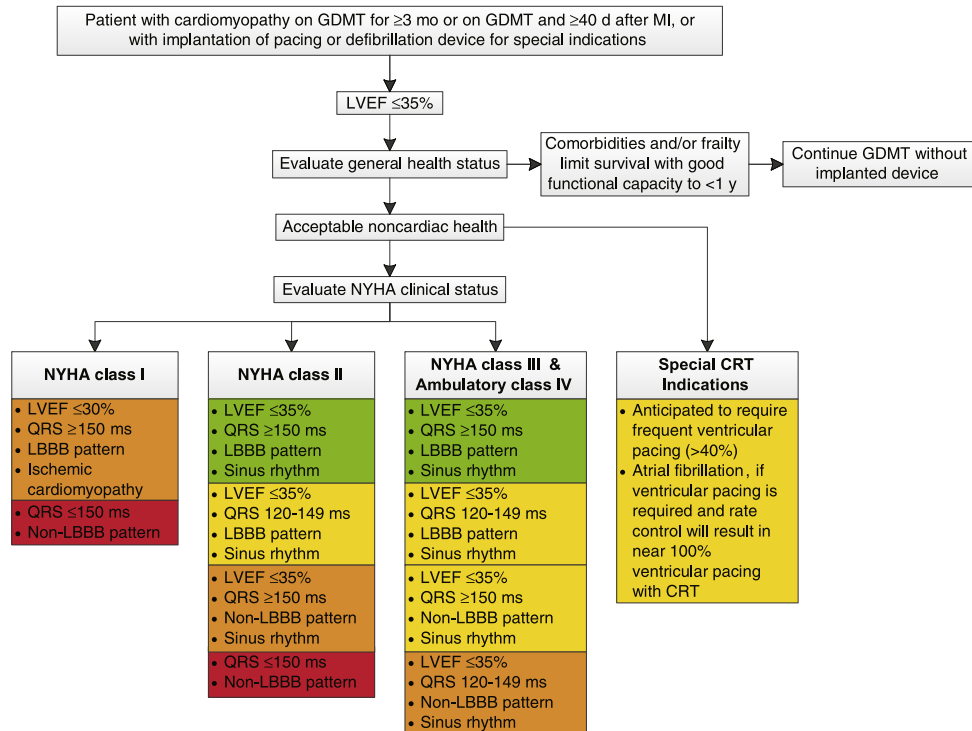 Patient with cardiomyopathy on GDMT for ≥3 mo or on GDMT and ≥40 d after MI, or
with implantation of pacing or defibrillation device for special indications
LVEF ≤35%
Evaluate general health status
Comorbidities and/or frailty
limit survival with good
functional capacity to <1 y
Continue GDMT without
implanted device
Acceptable noncardiac health
Evaluate NYHA clinical status
NYHA class I
• LVEF ≤30%
• QRS ≥150 ms
• LBBB pattern
• Ischemic
cardiomyopathy
• QRS ≤150 ms
• Non-LBBB pattern
NYHA class II
• LVEF ≤35%
• QRS ≥150 ms
• LBBB pattern
• Sinus rhythm
• LVEF ≤35%
• QRS 120-149 ms
• LBBB pattern
• Sinus rhythm
• LVEF ≤35%
• QRS ≥150 ms
• Non-LBBB pattern
• Sinus rhythm
• QRS ≤150 ms
• Non-LBBB pattern
NYHA class III &
Ambulatory class IV
• LVEF ≤35%
• QRS ≥150 ms
• LBBB pattern
• Sinus rhythm
• LVEF ≤35%
• QRS 120-149 ms
• LBBB pattern
• Sinus rhythm
• LVEF ≤35%
• QRS ≥150 ms
• Non-LBBB pattern
• Sinus rhythm
• LVEF ≤35%
• QRS 120-149 ms
• Non-LBBB pattern
• Sinus rhythm
Special CRT
Indications
• Anticipated to require
frequent ventricular
pacing (>40%)
• Atrial fibrillation, if
ventricular pacing is
required and rate
control will result in
near 100%
ventricular pacing
with CRT